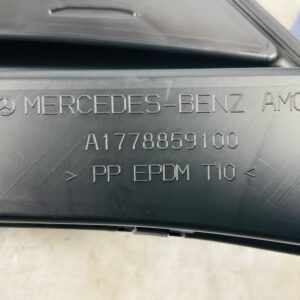 MERCEDES-BENZ AMG
A1778859100
> PP EPDM T10 <